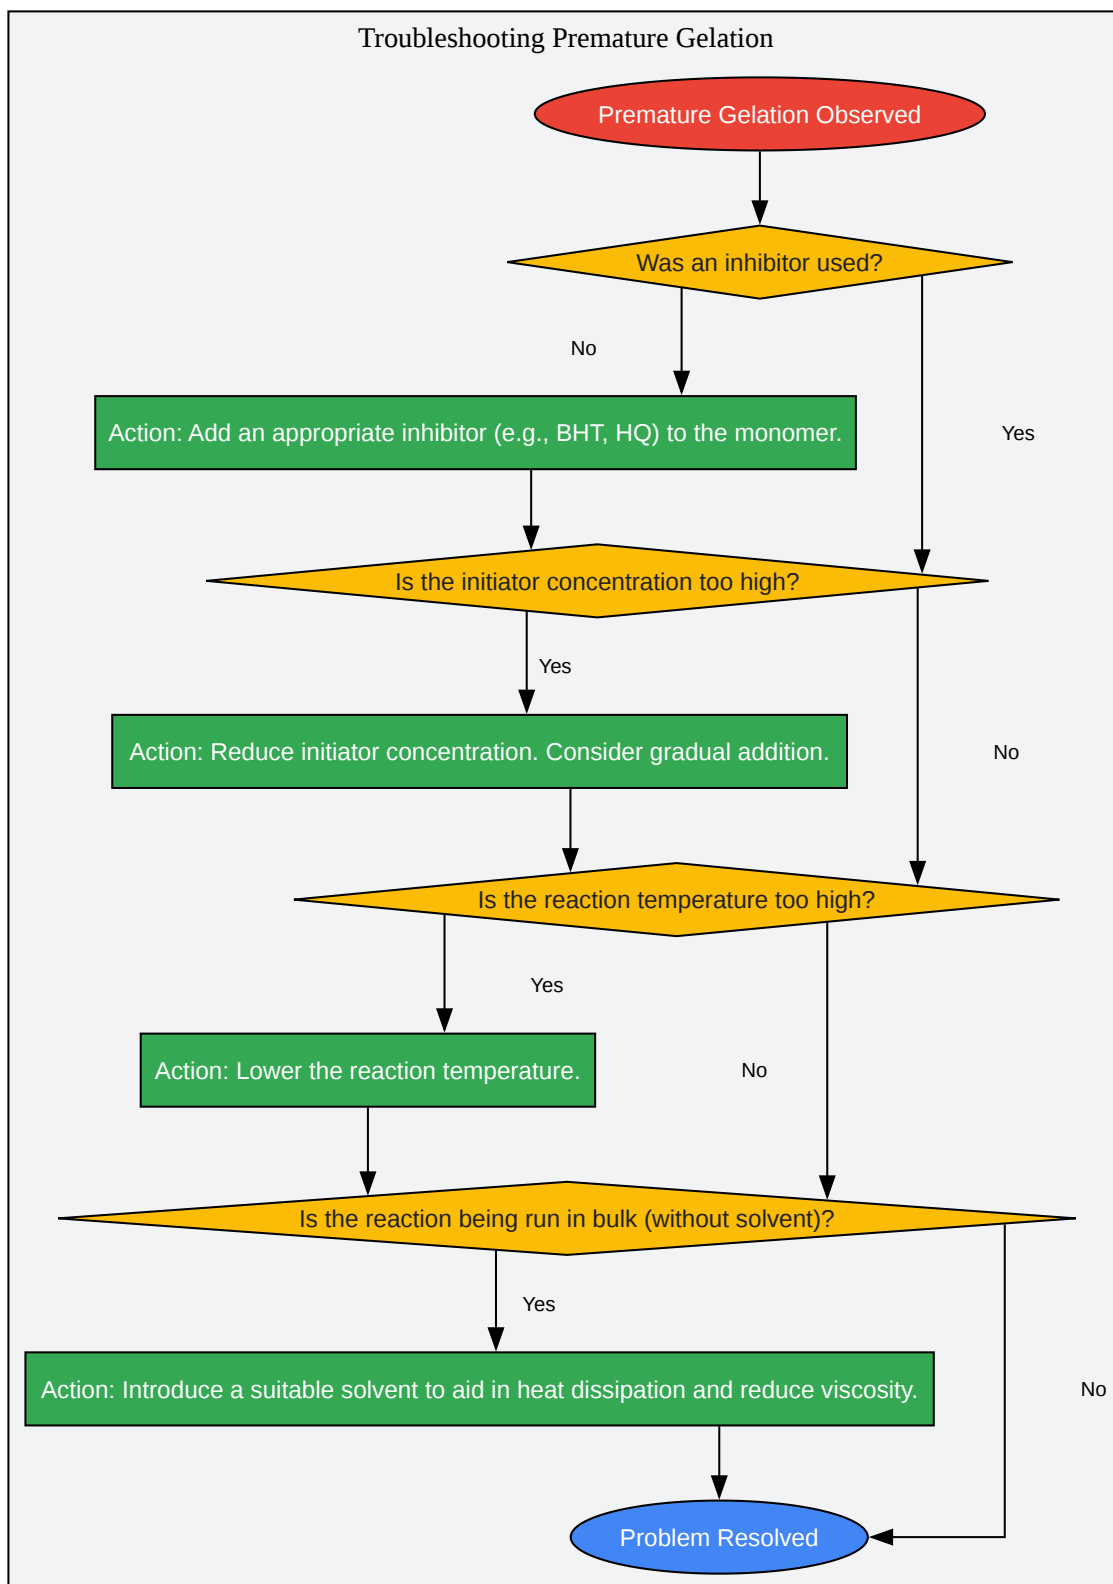 Troubleshooting Premature Gelation
Premature Gelation Observed
Was an inhibitor used?
No
Action: Add an appropriate inhibitor (e.g., BHT, HQ) to the monomer.
Yes
Is the initiator concentration too high?
Yes
Action: Reduce initiator concentration. Consider gradual addition.
No
Is the reaction temperature too high?
Yes
Action: Lower the reaction temperature.
No
Is the reaction being run in bulk (without solvent)?
Yes
Action: Introduce a suitable solvent to aid in heat dissipation and reduce viscosity.
No
Problem Resolved